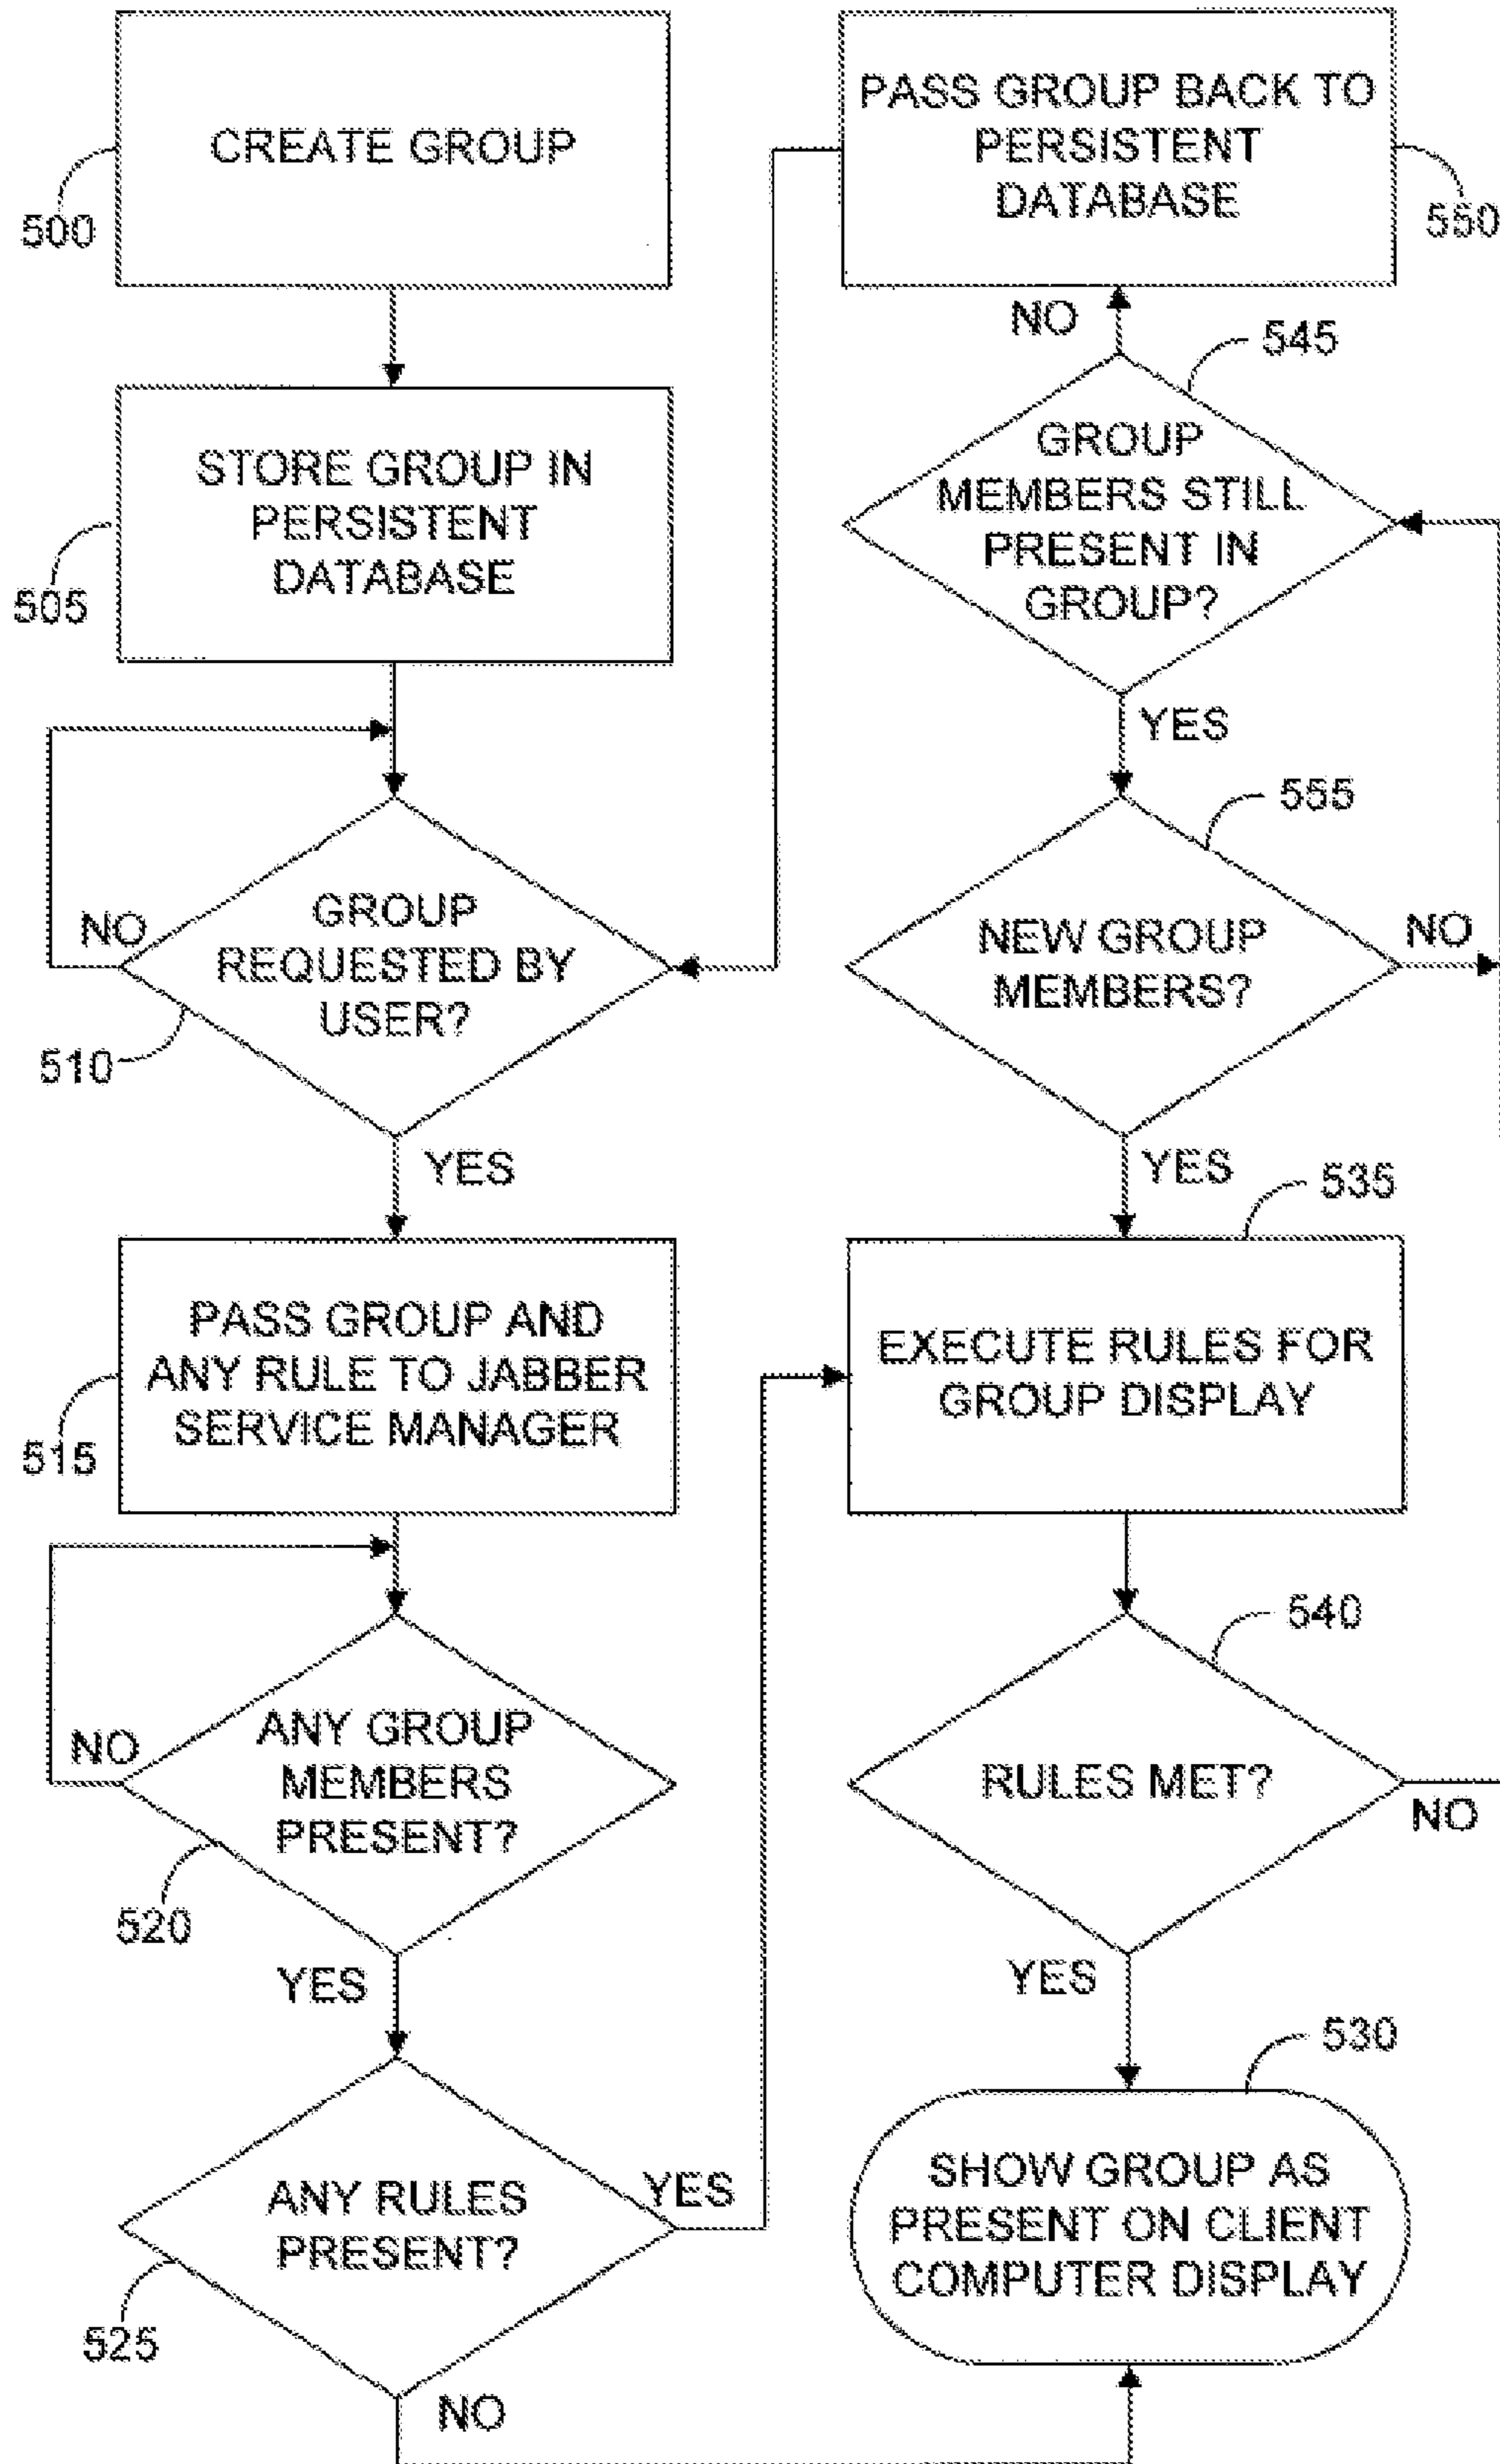 CREATE GROUP
500
STORE GROUP IN
PERSISTENT
DATABASE
505
NO
GROUP
REQUESTED BY
USER?
510
YES
PASS GROUP AND
ANY RULE TO JABBER
SERVICE MANAGER
515
NO
ANY GROUP
MEMBERS
PRESENT?
520
YES
ANY RULES
PRESENT?
YES
525
NO
PASS GROUP BACK TO
PERSISTENT
DATABASE
550
NO
545
GROUP
MEMBERS STILL
PRESENT IN
GROUP?
YES
555
NEW GROUP
MEMBERS?
NO
YES
535
EXECUTE RULES FOR
GROUP DISPLAY
540
RULES MET?
NO
YES
530
SHOW GROUP AS
PRESENT ON CLIENT
COMPUTER DISPLAY